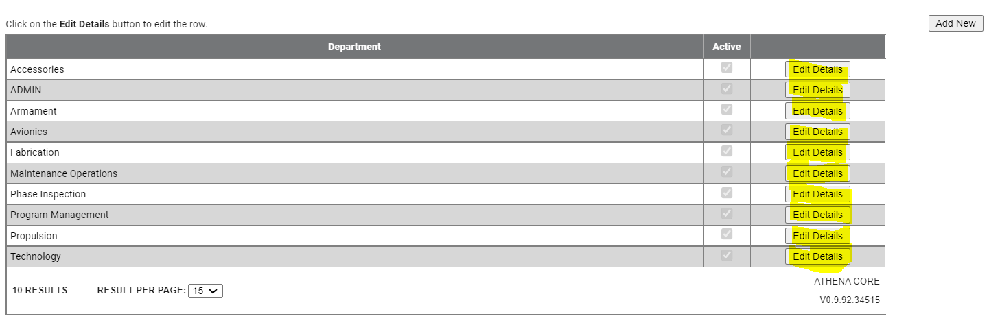 Click on the Edit Details button to edit the row. Add New
Department Active
Accessories Edit Details
ADMIN Edit Details
Armament Edit Details
Avionics Edit Details
Fabrication Edit Details
Maintenance Operations Edit Details
Phase Inspection Edit Details
Program Management Edit Details
Propulsion Edit Details
Technology Edit Details
ATHENA CORE
10 RESULTS RESULT PER PAGE: 15
V0.9.92.34515